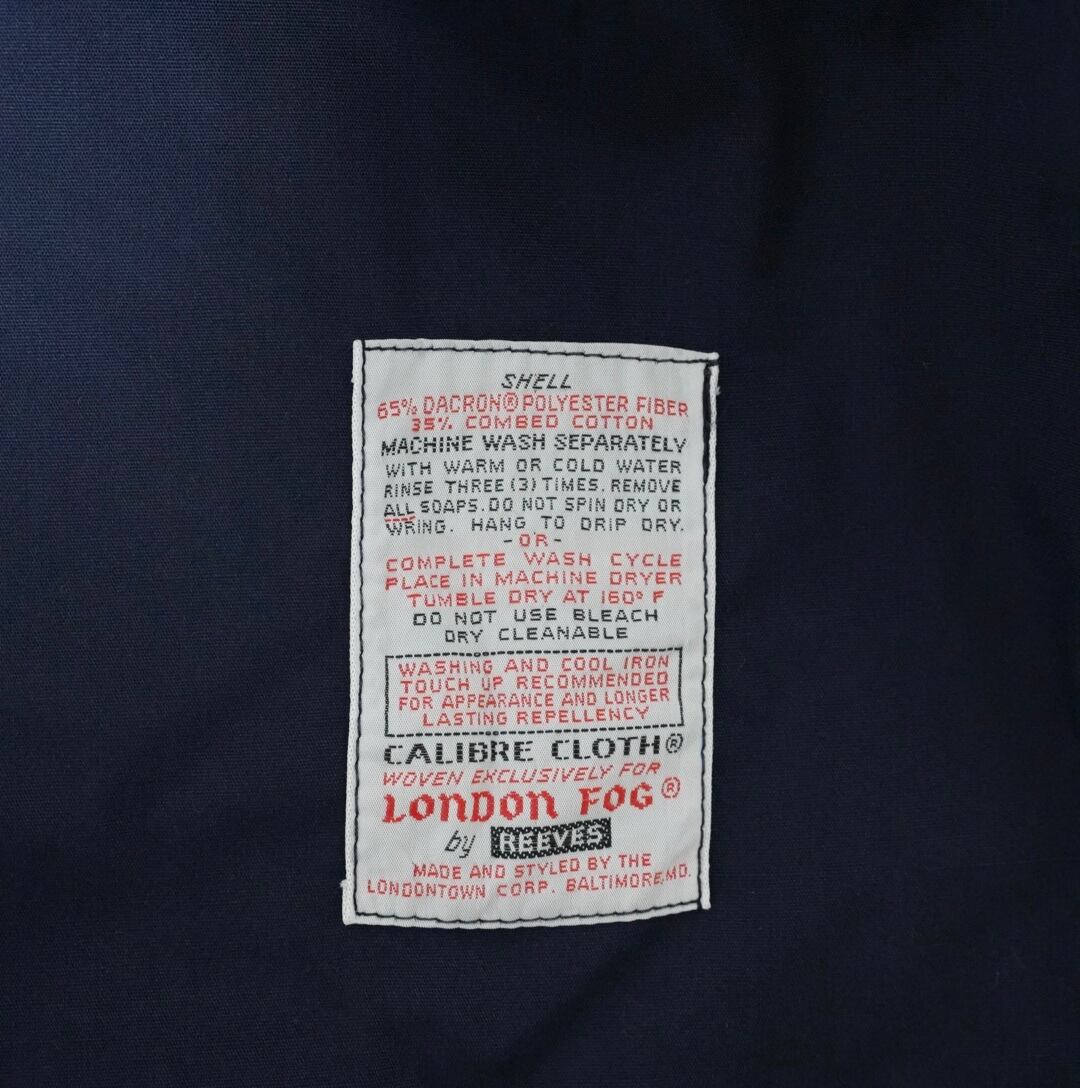 SHELL
65% DACRON® POLYESTER FIBER
35% COMBED COTTON
MACHINE WASH SEPARATELY
WITH WARM OR COLD WATER
RINSE THREE (3) TIMES. REMOVE
ALL SOAPS. DO NOT SPIN DRY OR
WRING. HANG TO DRIP DRY.
-OR-
COMPLETE WASH CYCLE
PLACE IN MACHINE DRYER
TUMBLE DRY AT 160° F
DO NOT USE BLEACH
DRY CLEANABLE
WASHING AND COOL IRON
TOUCH UP RECOMMENDED
FOR APPEARANCE AND LONGER
LASTING REPELLENCY
CALIBRE CLOTH®
WOVEN EXCLUSIVELY FOR
LONDON FOG®
by REEVES
MADE AND STYLED BY THE
LONDONTOWN CORP. BALTIMORE, MD.